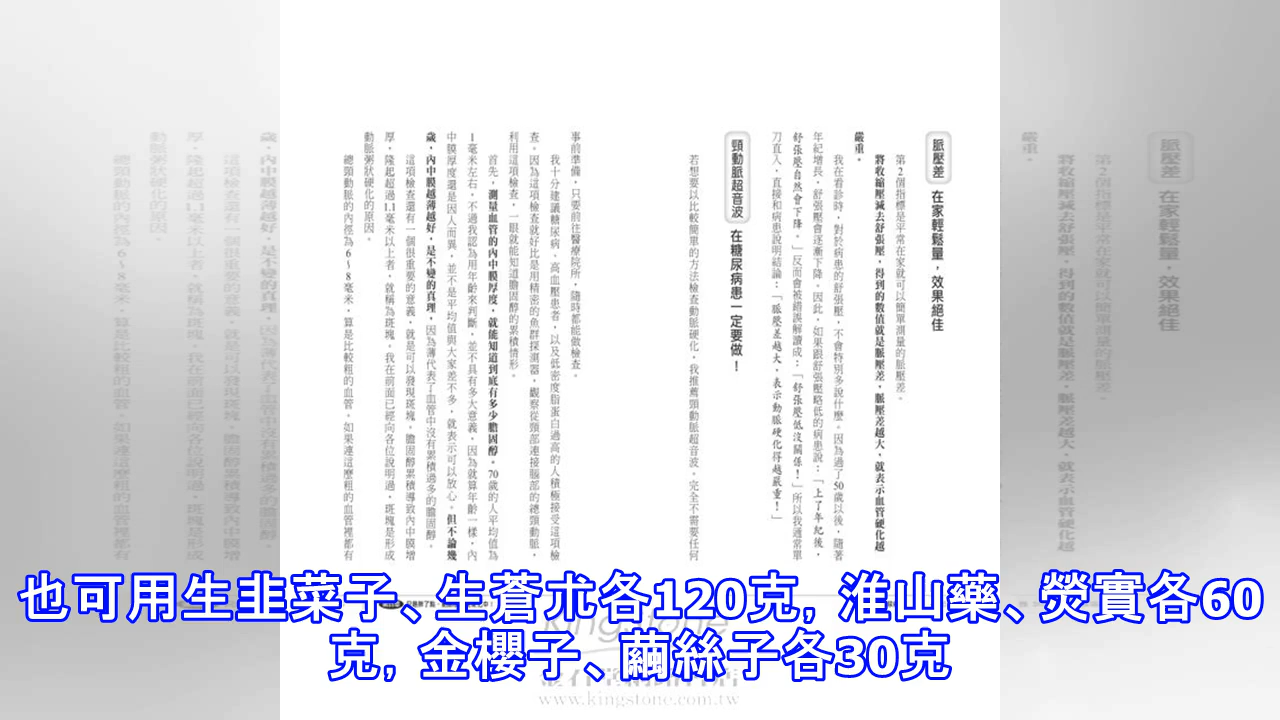 脈壓差 在家輕鬆量，效果絕佳
第2個指標是平常在家就可以簡單測量的脈壓差。
將收縮壓減去舒張壓，得到的數值就是脈壓差，脈壓差越大，就表示血管硬化越
嚴重。
我在看診時，對於病患的舒張壓，不會特別多說什麼。因為過了50歲以後，隨著
年紀增長，舒張壓會逐漸下降。因此，如果跟舒張壓略低的病患說：「上了年紀後，
舒張壓自然會下降。」反而會被錯誤解讀成：「舒張壓低沒關係！」所以我通常單
刀直入，直接和病患說明結論：「脈壓差越大，表示動脈硬化得越嚴重！」
頸動脈超音波 在糖尿病患一定要做！
若想要以比較簡單的方法檢查動脈硬化，我推薦頸動脈超音波。完全不需要任何
事前準備，只要前往醫療院所，隨時都能做檢查。
我十分建議糖尿病、高血壓患者，以及低密度脂蛋白過高的人積極接受這項檢
查。因為這項檢查就好比是用精密的魚群探測器，觀察從頸部連接腦部的總頸動脈，
利用這項檢查，一眼就能知道膽固醇的累積情形。
首先，測量血管的內中膜厚度，就能知道到底有多少膽固醇。70歲的人平均值為
1毫米左右，不過我認為用年齡來判斷，並不具有多大意義，因為就算年齡一樣，內
中膜厚度還是因人而異，並不是平均值與大家差不多，就表示可以放心。但不論幾
歲，內中膜越薄越好，是不變的真理，因為薄代表了血管中沒有累積過多的膽固醇。
這項檢查還有一個很重要的意義，就是可以發現斑塊。膽固醇累積導致內中膜增
厚，隆起超過1.1毫米以上者，就稱為斑塊。我在前面已經向各位說明過，斑塊是形成
動脈粥狀硬化的原因。
總頸動脈的內徑為6～8毫米，算是比較粗的血管。如果連這麼粗的血管裡都有
也可用生韭菜子、生蒼朮各120克，淮山藥、熒實各60
克，金櫻子、繭絲子各30克
kingstone
www.kingstone.com.tw